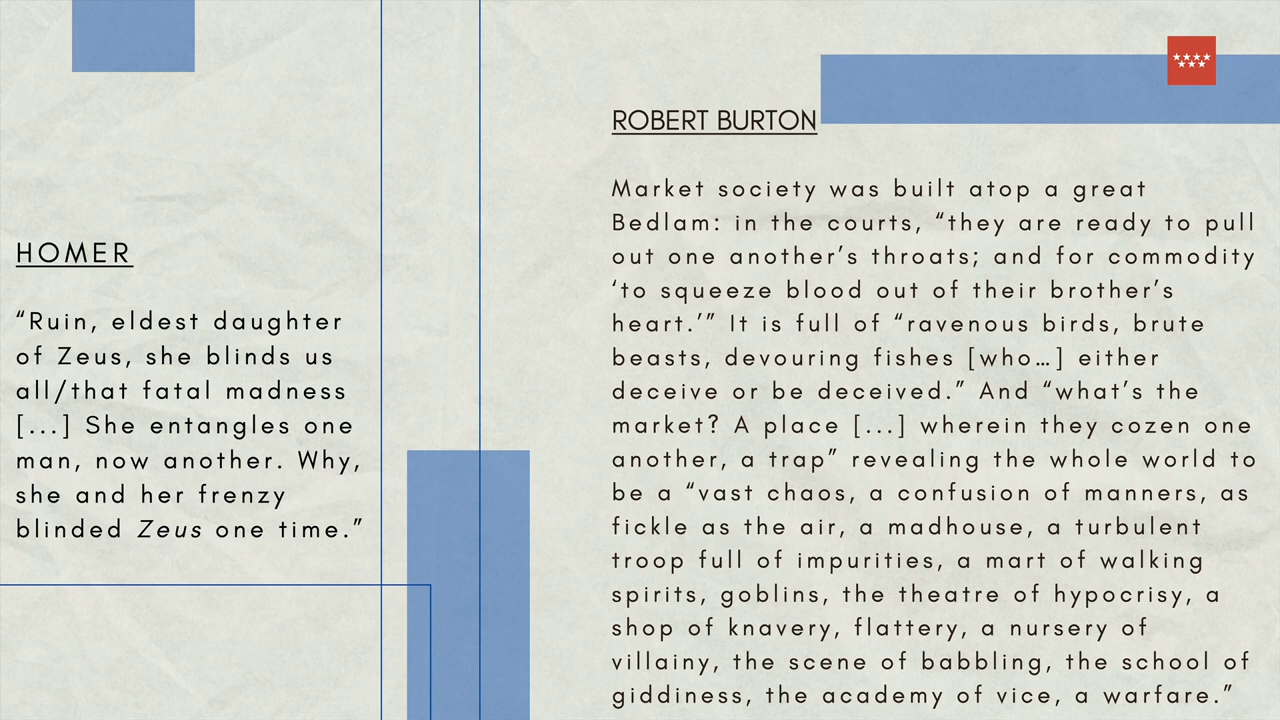 HOMER
“Ruin, eldest daughter
of Zeus, she blinds us
all/that fatal madness
[...] She entangles one
man, now another. Why,
she and her frenzy
blinded Zeus one time.”
ROBERT BURTON
Market society was built atop a great
Bedlam: in the courts, “they are ready to pull
out one another’s throats; and for commodity
‘to squeeze blood out of their brother’s
heart.’” It is full of “ravenous birds, brute
beasts, devouring fishes [who…] either
deceive or be deceived.” And “what’s the
market? A place [...] wherein they cozen one
another, a trap” revealing the whole world to
be a “vast chaos, a confusion of manners, as
fickle as the air, a madhouse, a turbulent
troop full of impurities, a mart of walking
spirits, goblins, the theatre of hypocrisy, a
shop of knavery, flattery, a nursery of
villainy, the scene of babbling, the school of
giddiness, the academy of vice, a warfare.”